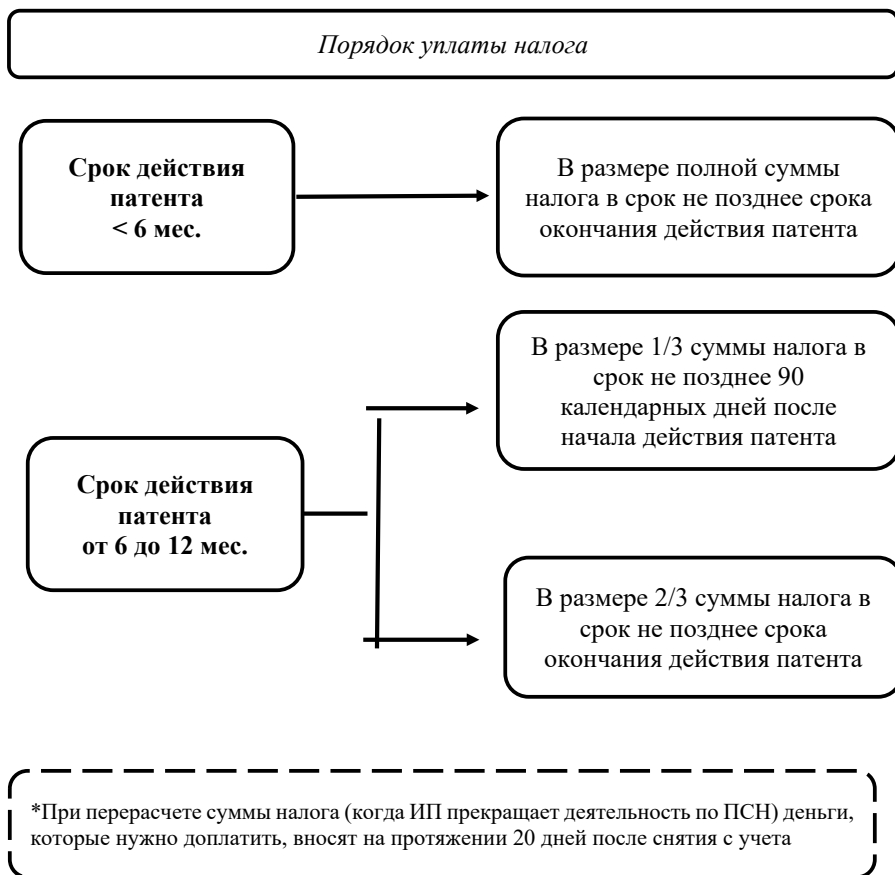 Порядок уплаты налога
Срок действия
патента
< 6 мес.
В размере полной суммы
налога в срок не позднее срока
окончания действия патента
Срок действия
патента
от 6 до 12 мес.
В размере 1/3 суммы налога в
срок не позднее 90
календарных дней после
начала действия патента
В размере 2/3 суммы налога в
срок не позднее срока
окончания действия патента
*При перерасчете суммы налога (когда ИП прекращает деятельность по ПСН) деньги,
которые нужно доплатить, вносят на протяжении 20 дней после снятия с учета